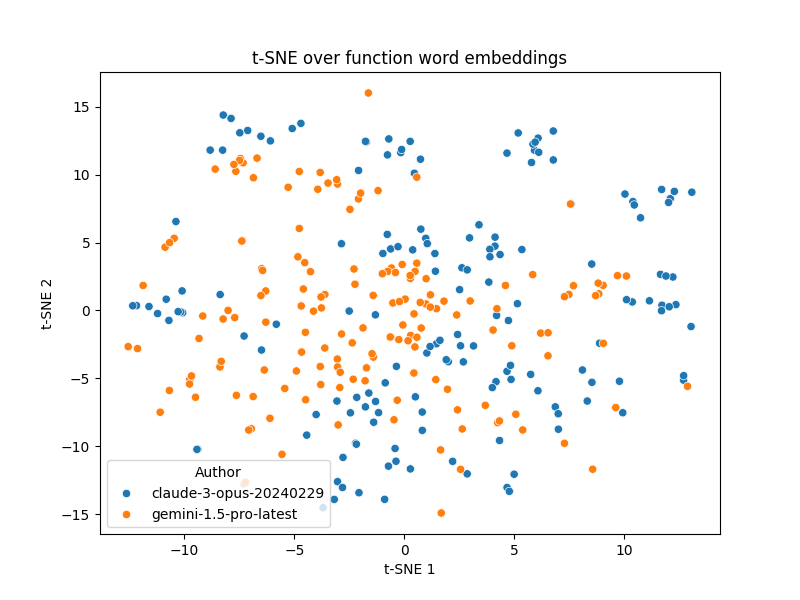 t-SNE over function word embeddings
15
10
5
0
−5
−10
−15
t-SNE 2
Author
claude-3-opus-20240229
gemini-1.5-pro-latest
−10
−5
0
5
10
t-SNE 1